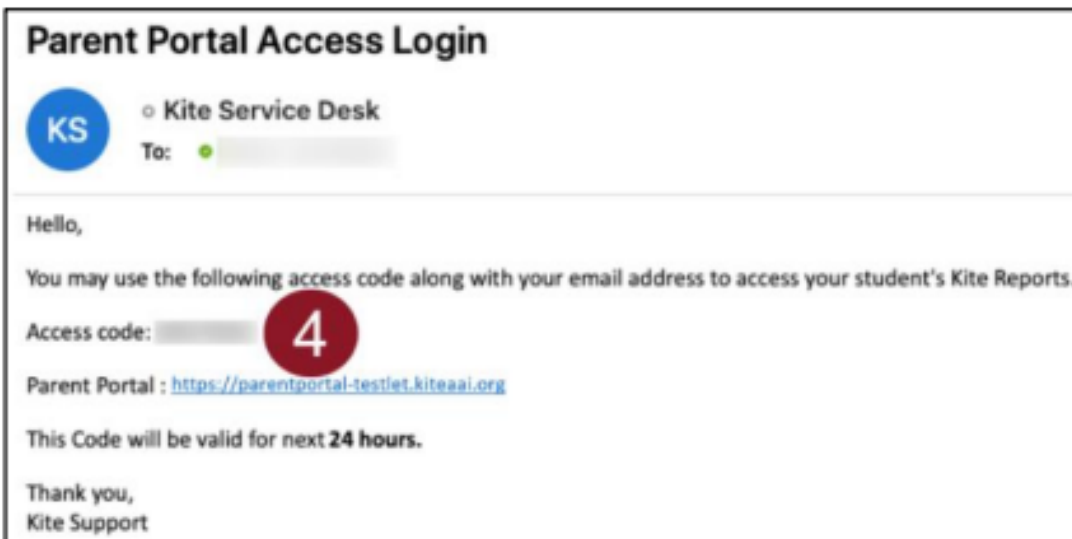 Parent Portal Access Login
KS
Kite Service Desk
To:
Hello,
You may use the following access code along with your email address to access your student's Kite Reports.
Access code:
4
Parent Portal : https://parentportal-testlet.kiteaai.org
This Code will be valid for next 24 hours.
Thank you,
Kite Support